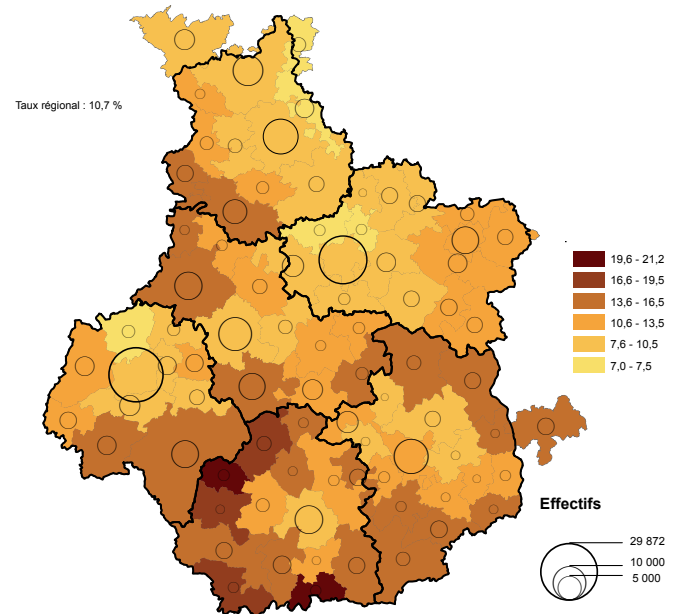 Taux régional : 10,7 %
19,6 - 21,2
16,6 - 19,5
13,6 - 16,5
10,6 - 13,5
7,6 - 10,5
7,0 - 7,5
Effectifs
29 872
10 000
5 000